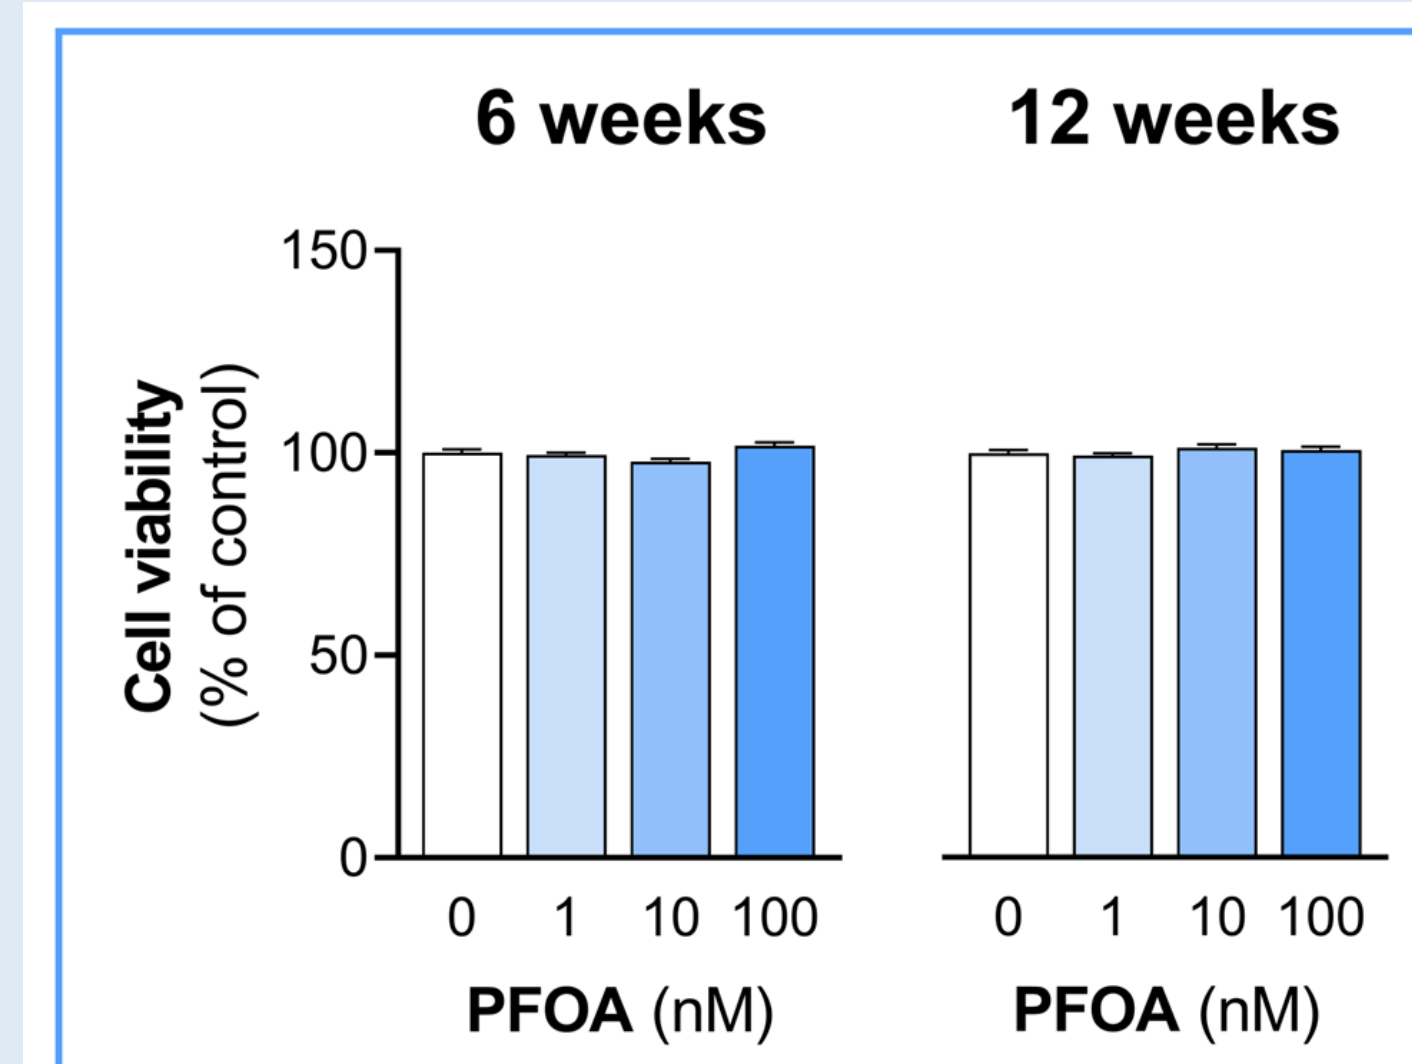 6 weeks
12 weeks
Cell viability
(% of control)
150
100
50
0
0 1 10 100
0 1 10 100
PFOA (nM)
PFOA (nM)